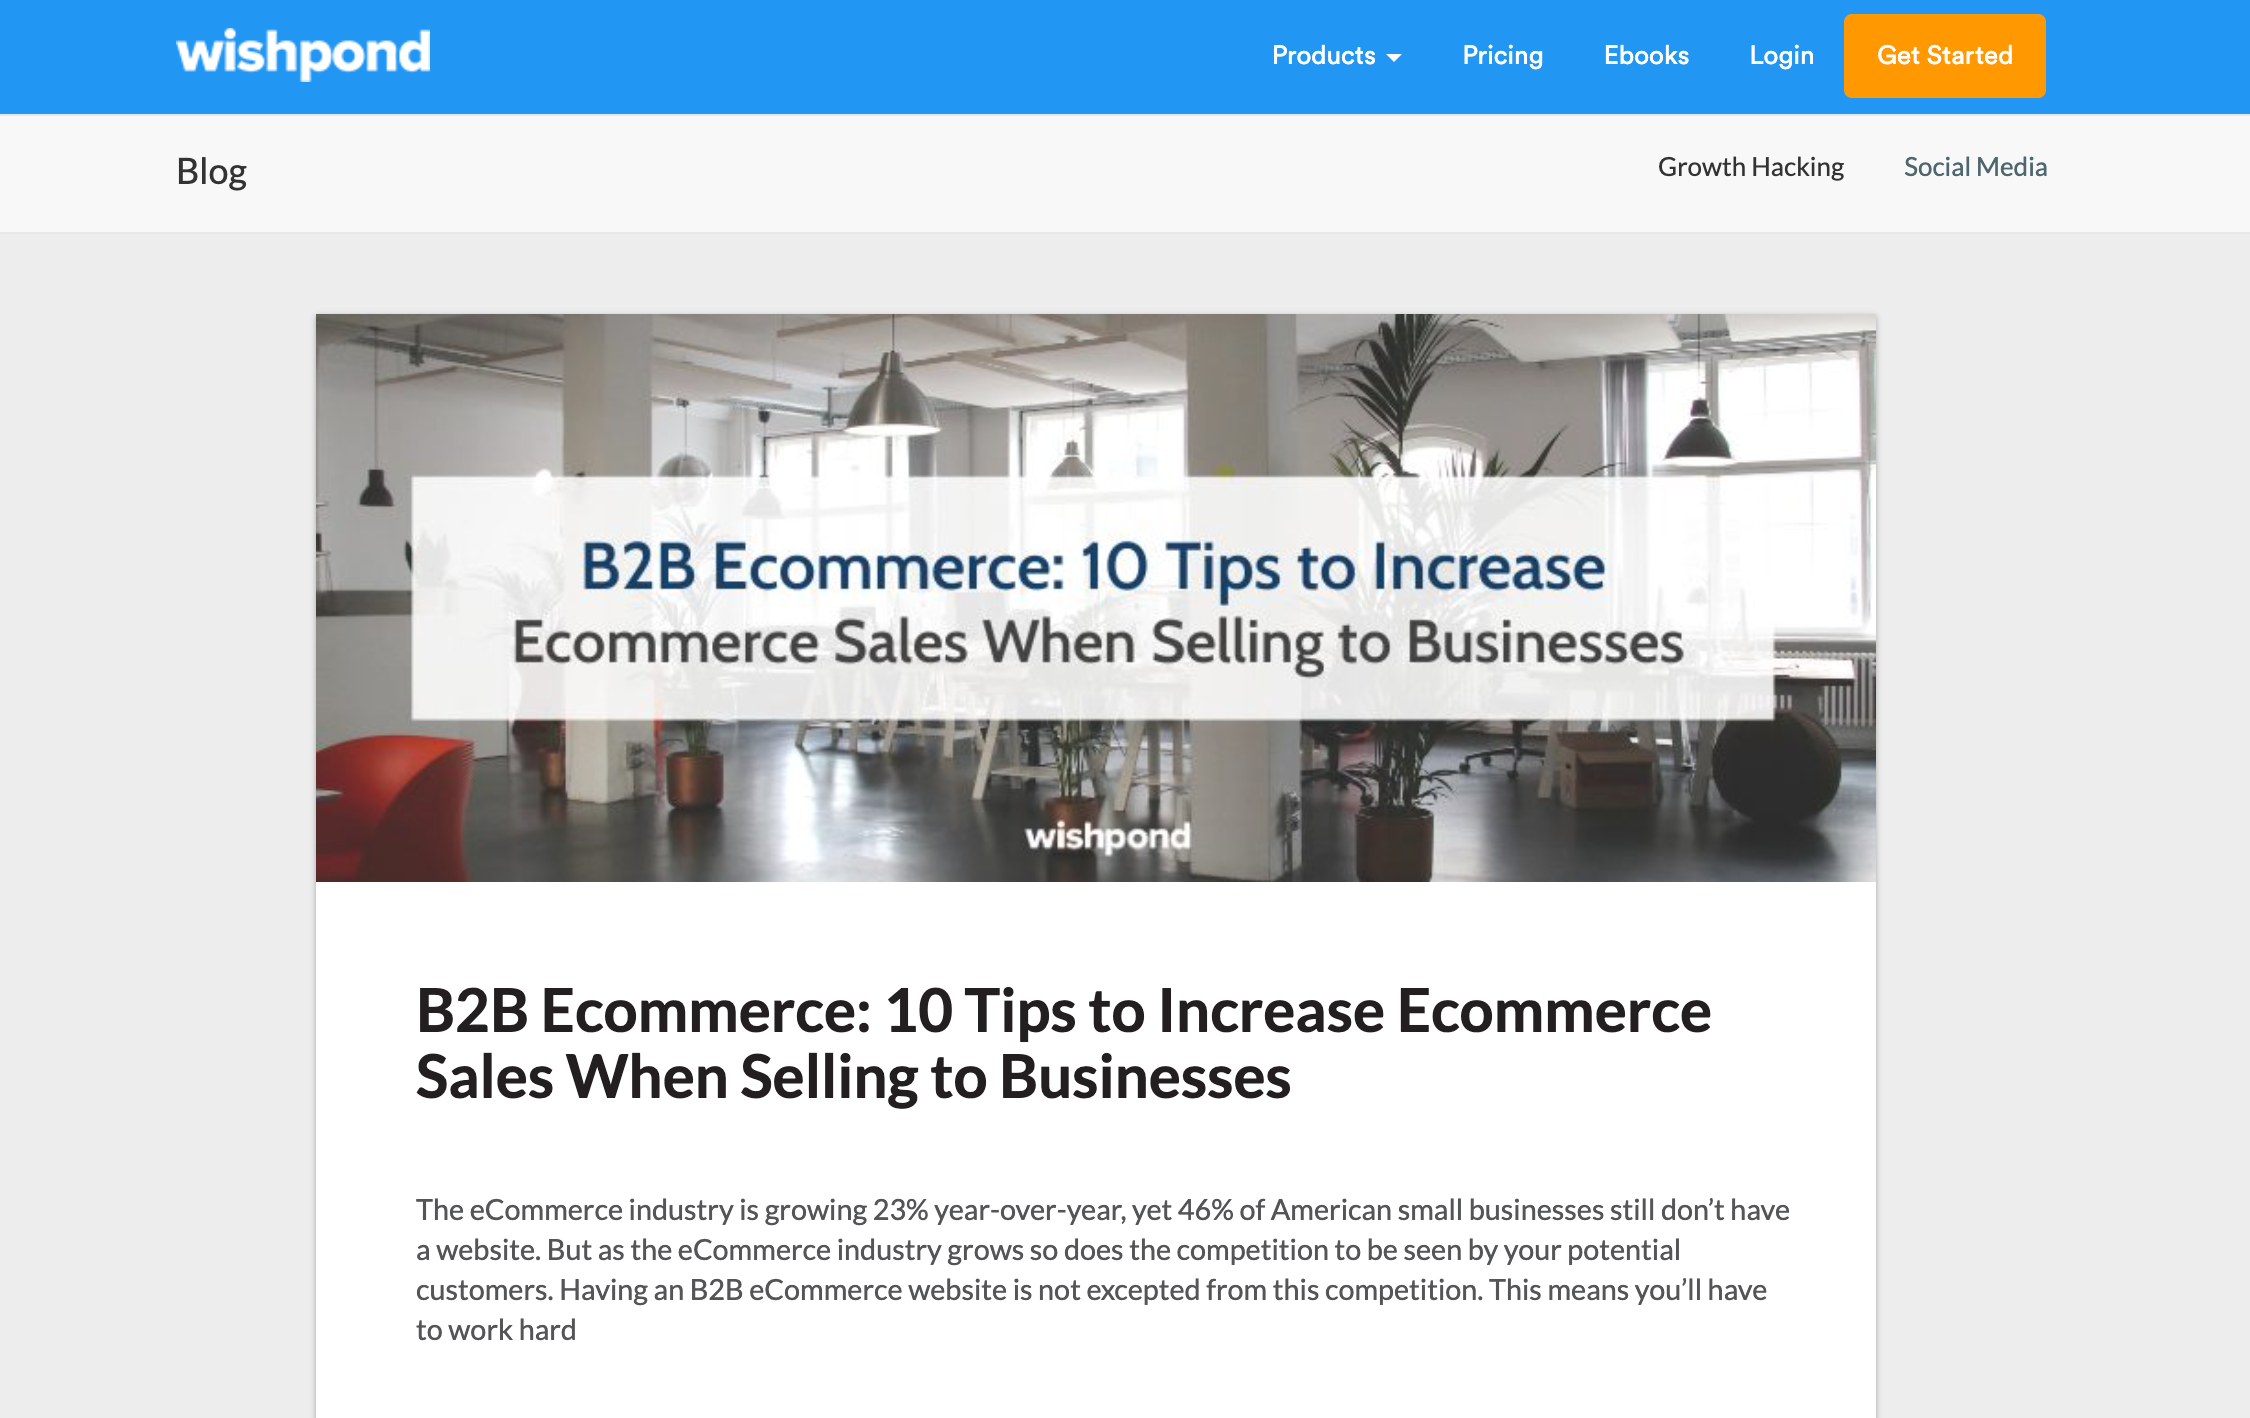 wishpond
Products
Pricing
Ebooks
Login
Get Started
Blog
Growth Hacking
Social Media
B2B Ecommerce: 10 Tips to Increase
Ecommerce Sales When Selling to Businesses
wishpond
B2B Ecommerce: 10 Tips to Increase Ecommerce
Sales When Selling to Businesses
The eCommerce industry is growing 23% year-over-year, yet 46% of American small businesses still don’t have
a website. But as the eCommerce industry grows so does the competition to be seen by your potential
customers. Having an B2B eCommerce website is not excepted from this competition. This means you’ll have
to work hard